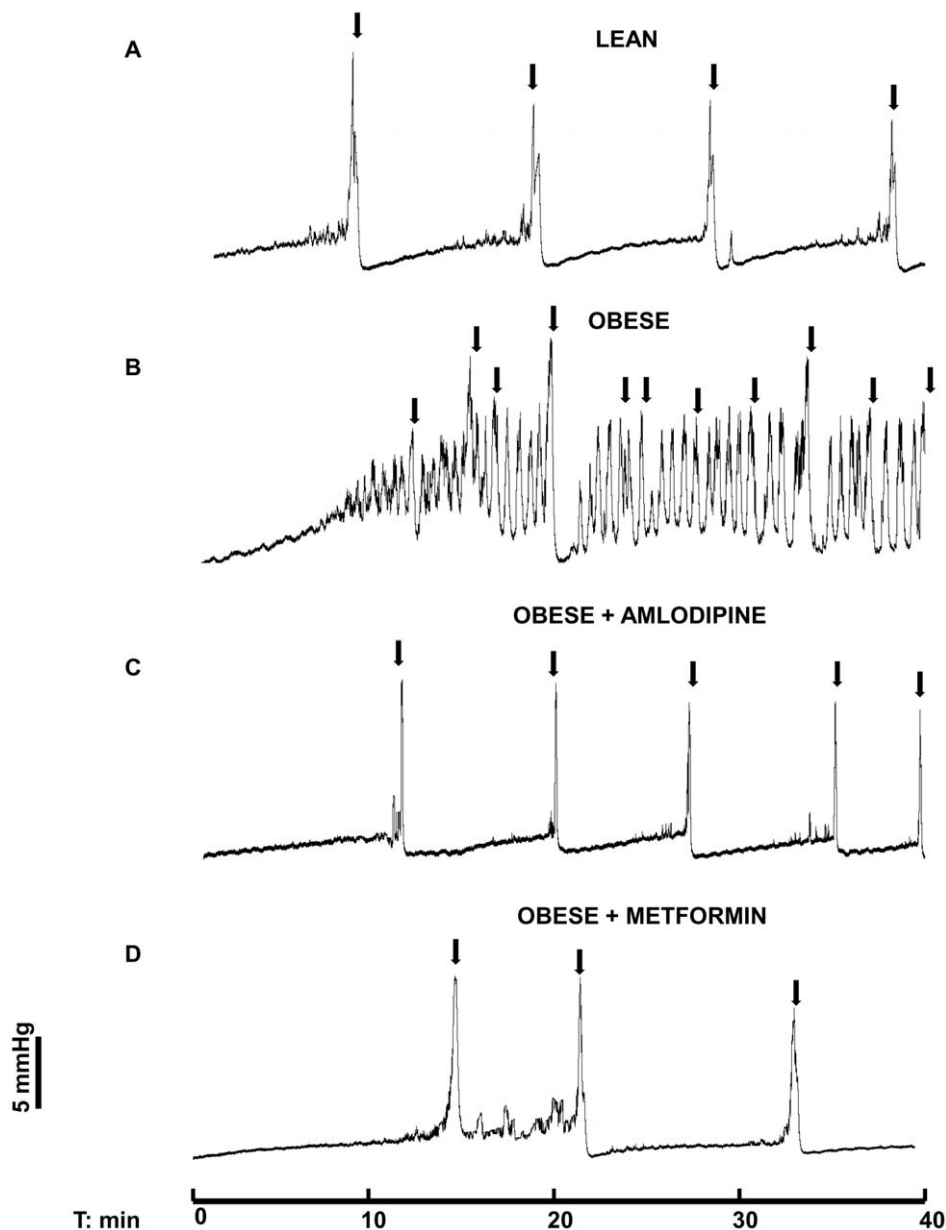 A
LEAN
OBESE
B
OBESE + AMLODIPINE
C
OBESE + METFORMIN
D
5 mmHg
T: min 0 10 20 30 40